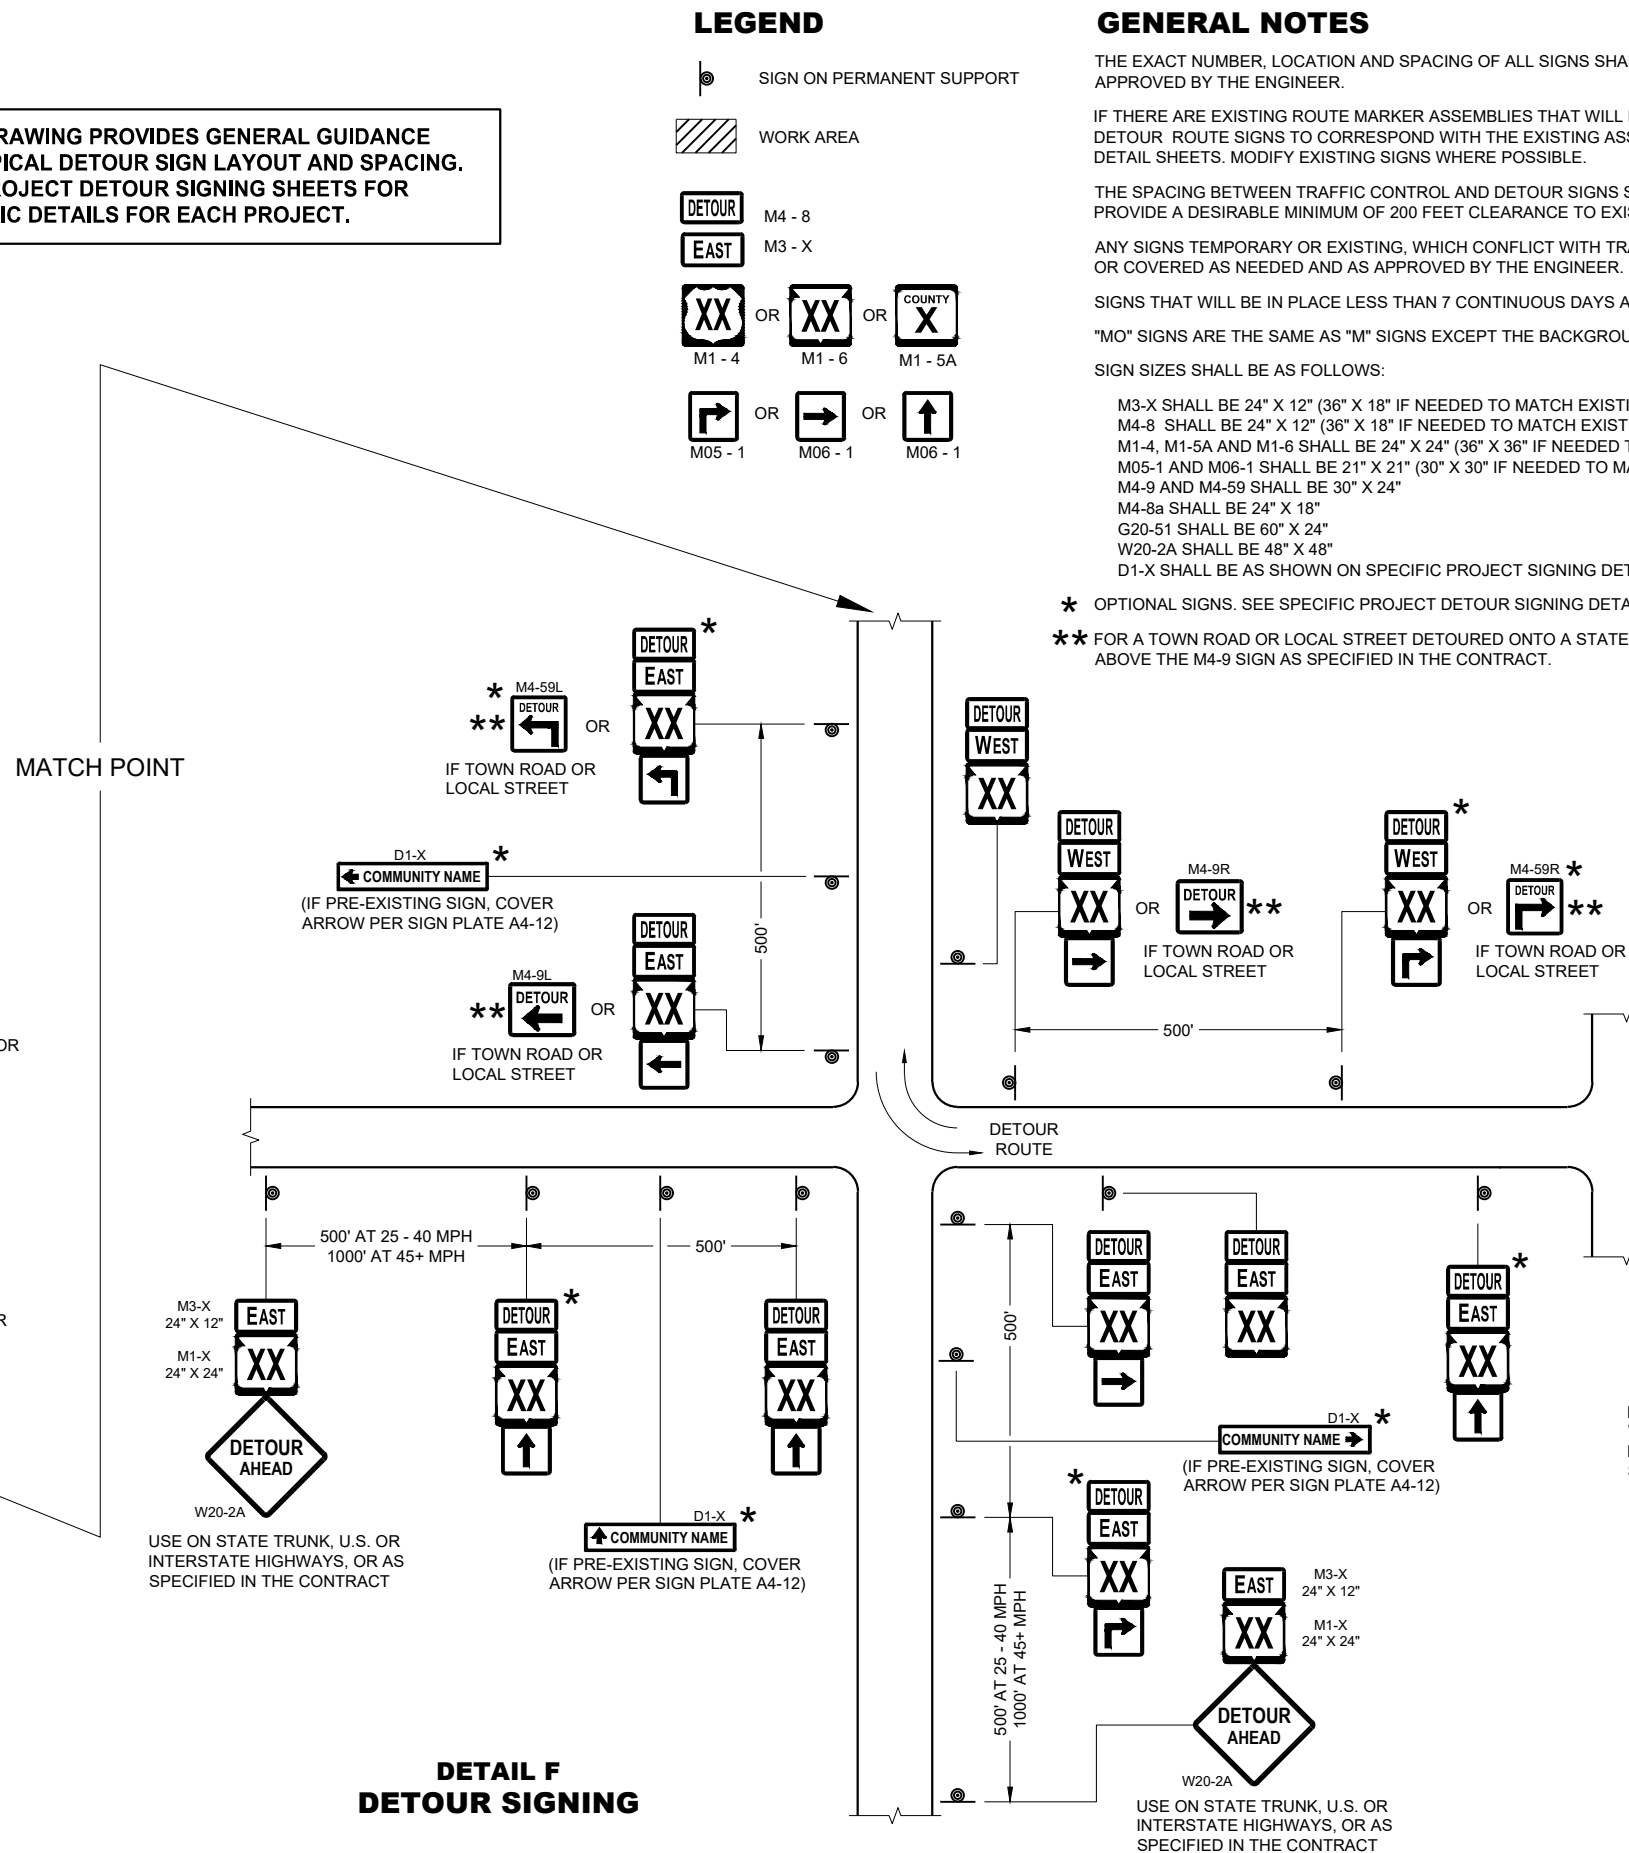 LEGEND
SIGN ON PERMANENT SUPPORT
WORK AREA
DETOUR
M4 - 8
EAST
M3 - X
XX
OR
XX
OR
COUNTY
X
M1 - 4
M1 - 6
M1 - 5A
OR
OR
M05 - 1
M06 - 1
M06 - 1
GENERAL NOTES
THE EXACT NUMBER, LOCATION AND SPACING OF ALL SIGNS
APPROVED BY THE ENGINEER.
IF THERE ARE EXISTING ROUTE MARKER ASSEMBLIES THAT WILL
DETOUR ROUTE SIGNS TO CORRESPOND WITH THE EXISTING
DETAIL SHEETS. MODIFY EXISTING SIGNS WHERE POSSIBLE.
THE SPACING BETWEEN TRAFFIC CONTROL AND DETOUR SIGNS
PROVIDE A DESIRABLE MINIMUM OF 200 FEET CLEARANCE TO
ANY SIGNS TEMPORARY OR EXISTING, WHICH CONFLICT WITH
OR COVERED AS NEEDED AND AS APPROVED BY THE ENGINEER.
SIGNS THAT WILL BE IN PLACE LESS THAN 7 CONTINUOUS DAYS
"MO" SIGNS ARE THE SAME AS "M" SIGNS EXCEPT THE
SIGN SIZES SHALL BE AS FOLLOWS:
M3-X SHALL BE 24" X 12" (36" X 18" IF NEEDED TO MATCH
M4-8 SHALL BE 24" X 12" (36" X 18" IF NEEDED TO MATCH
M1-4, M1-5A AND M1-6 SHALL BE 24" X 24" (36" X 36" IF NEEDED
M05-1 AND M06-1 SHALL BE 21" X 21" (30" X 30" IF NEEDED TO
M4-9 AND M4-59 SHALL BE 30" X 24"
M4-8a SHALL BE 24" X 18"
G20-51 SHALL BE 60" X 24"
W20-2A SHALL BE 48" X 48"
D1-X SHALL BE AS SHOWN ON SPECIFIC PROJECT SIGNING
* OPTIONAL SIGNS. SEE SPECIFIC PROJECT DETOUR SIGNING
** FOR A TOWN ROAD OR LOCAL STREET DETOURED ONTO A STATE
ABOVE THE M4-9 SIGN AS SPECIFIED IN THE CONTRACT.
RAWING PROVIDES GENERAL GUIDANCE
PICAL DETOUR SIGN LAYOUT AND SPACING.
ROJECT DETOUR SIGNING SHEETS FOR
IC DETAILS FOR EACH PROJECT.
MATCH POINT
OR
R
DETOUR *
EAST
XX
* M4-59L
** DETOUR
OR
IF TOWN ROAD OR
LOCAL STREET
D1-X *
COMMUNITY NAME
(IF PRE-EXISTING SIGN, COVER
ARROW PER SIGN PLATE A4-12)
500'
DETOUR
EAST
XX
M4-9L
** DETOUR
OR
IF TOWN ROAD OR
LOCAL STREET
DETOUR
WEST
XX
DETOUR
WEST
XX
OR
M4-9R
DETOUR **
IF TOWN ROAD OR
LOCAL STREET
DETOUR *
WEST
XX
OR
M4-59R *
DETOUR **
IF TOWN ROAD OR
LOCAL STREET
500'
DETOUR
ROUTE
500' AT 25 - 40 MPH
1000' AT 45+ MPH
500'
M3-X
24" X 12"
EAST
M1-X
24" X 24"
XX
DETOUR
AHEAD
W20-2A
USE ON STATE TRUNK, U.S. OR
INTERSTATE HIGHWAYS, OR AS
SPECIFIED IN THE CONTRACT
DETOUR *
EAST
XX
DETOUR
EAST
XX
D1-X *
COMMUNITY NAME
(IF PRE-EXISTING SIGN, COVER
ARROW PER SIGN PLATE A4-12)
500'
DETOUR
EAST
XX
DETOUR
EAST
XX
DETOUR *
EAST
XX
D1-X *
COMMUNITY NAME
(IF PRE-EXISTING SIGN, COVER
ARROW PER SIGN PLATE A4-12)
* DETOUR
EAST
XX
500' AT 25 - 40 MPH
1000' AT 45+ MPH
EAST
M3-X
24" X 12"
XX
M1-X
24" X 24"
DETOUR
AHEAD
W20-2A
USE ON STATE TRUNK, U.S. OR
INTERSTATE HIGHWAYS, OR AS
SPECIFIED IN THE CONTRACT
DETAIL F
DETOUR SIGNING